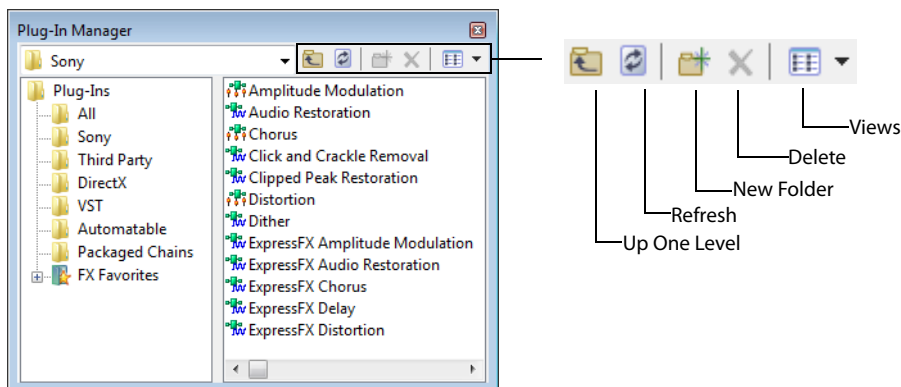 Plug-In Manager
Sony
Plug-Ins
All
Sony
Third Party
DirectX
VST
Automatable
Packaged Chains
FX Favorites
Amplitude Modulation
Audio Restoration
Chorus
Click and Crackle Removal
Clipped Peak Restoration
Distortion
Dither
ExpressFX Amplitude Modulation
ExpressFX Audio Restoration
ExpressFX Chorus
ExpressFX Delay
ExpressFX Distortion
Views
Delete
New Folder
Refresh
Up One Level